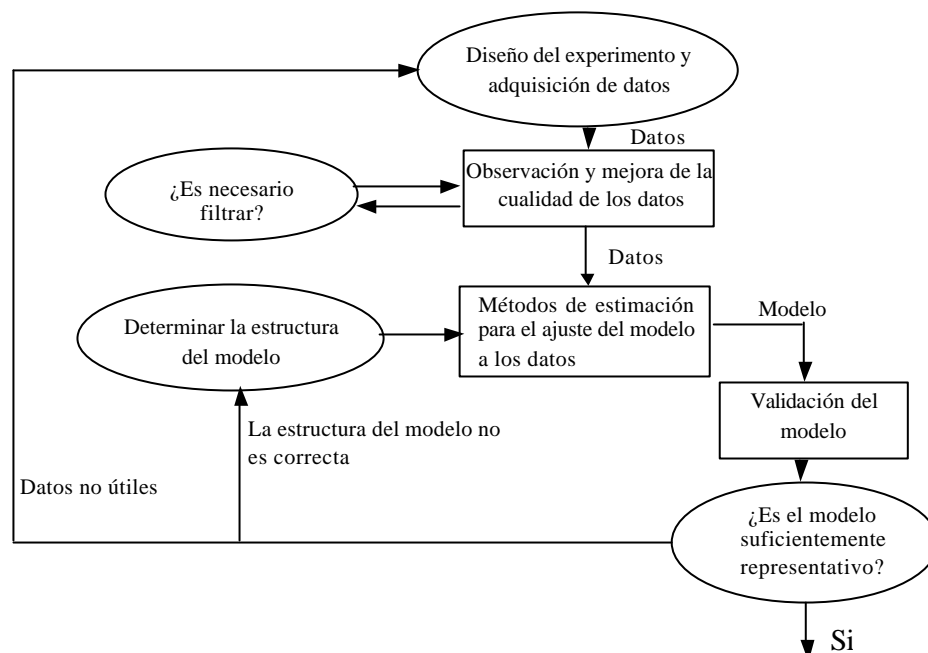 Diseño del experimento y
adquisición de datos
Datos
Observación y mejora de la
cualidad de los datos
¿Es necesario
filtrar?
Datos
Métodos de estimación
para el ajuste del modelo
a los datos
Modelo
Determinar la estructura
del modelo
Validación del
modelo
La estructura del modelo no
es correcta
Datos no útiles
¿Es el modelo
suficientemente
representativo?
Si